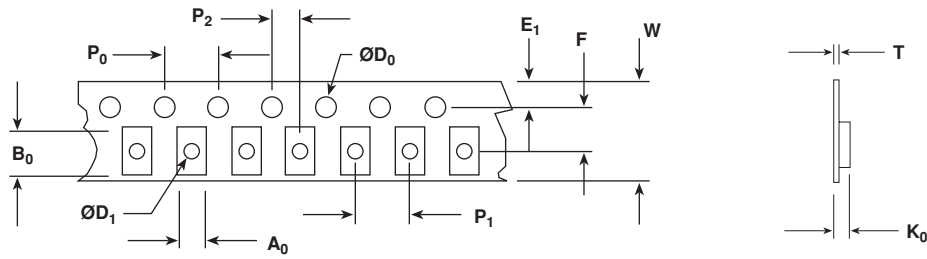 P₂
E₁
F
W
P₀
ØD₀
T
B₀
ØD₁
P₁
A₀
K₀